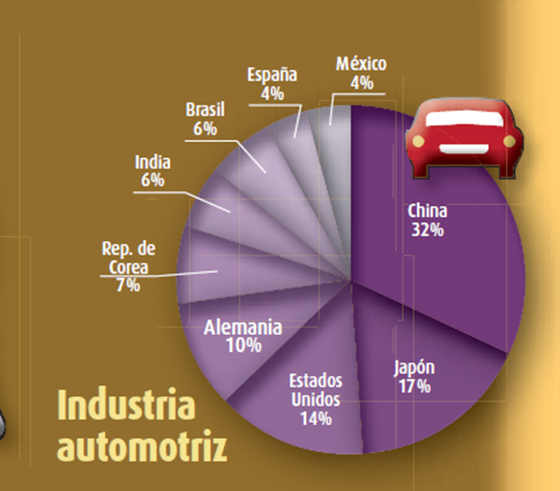 México
4%
España
4%
Brasil
6%
India
6%
Rep. de
Corea
7%
China
32%
Alemania
10%
Japón
17%
Estados
Unidos
14%
Industria
automotriz